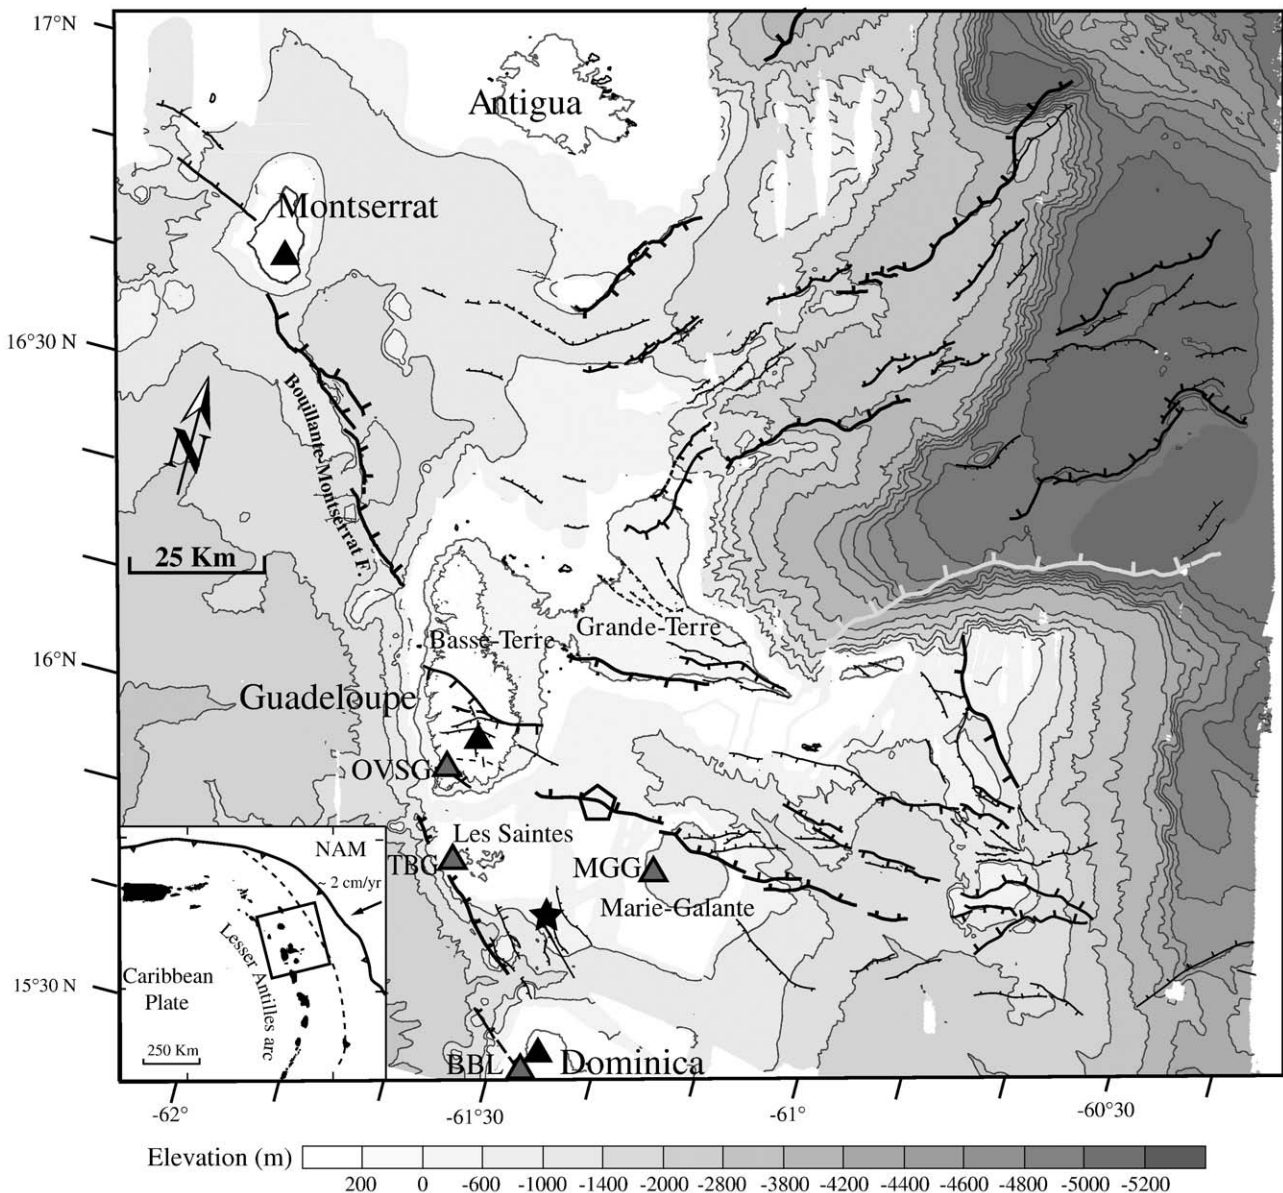 17°N
Antigua
Montserrat
16°30 N
Bouillante-Montserrat F.
N
25 Km
Basse-Terre
Grande-Terre
16°N
Guadeloupe
OVSG
Les Saintes
TBG
MGG
Marie-Galante
NAM
~ 2 cm/yr
Lesser Antilles arc
Caribbean
Plate
250 Km
15°30 N
BBL
Dominica
-62°
-61°30
-61°
-60°30
Elevation (m)
200 0 -600 -1000 -1400 -2000 -2800 -3800 -4200 -4400 -4600 -4800 -5000 -5200